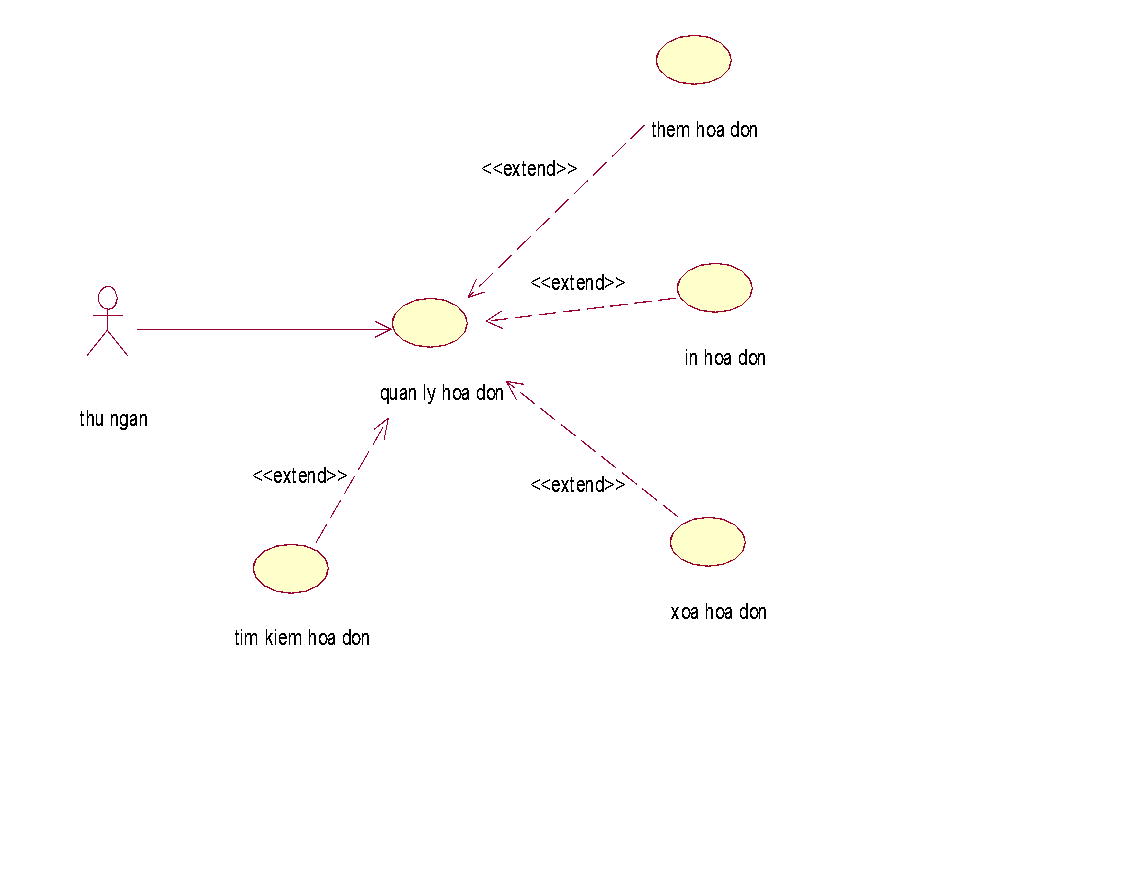 them hoa don
<<extend>>
<<extend>>
in hoa don
quan ly hoa don
thu ngan
<<extend>>
<<extend>>
xoa hoa don
tim kiem hoa don